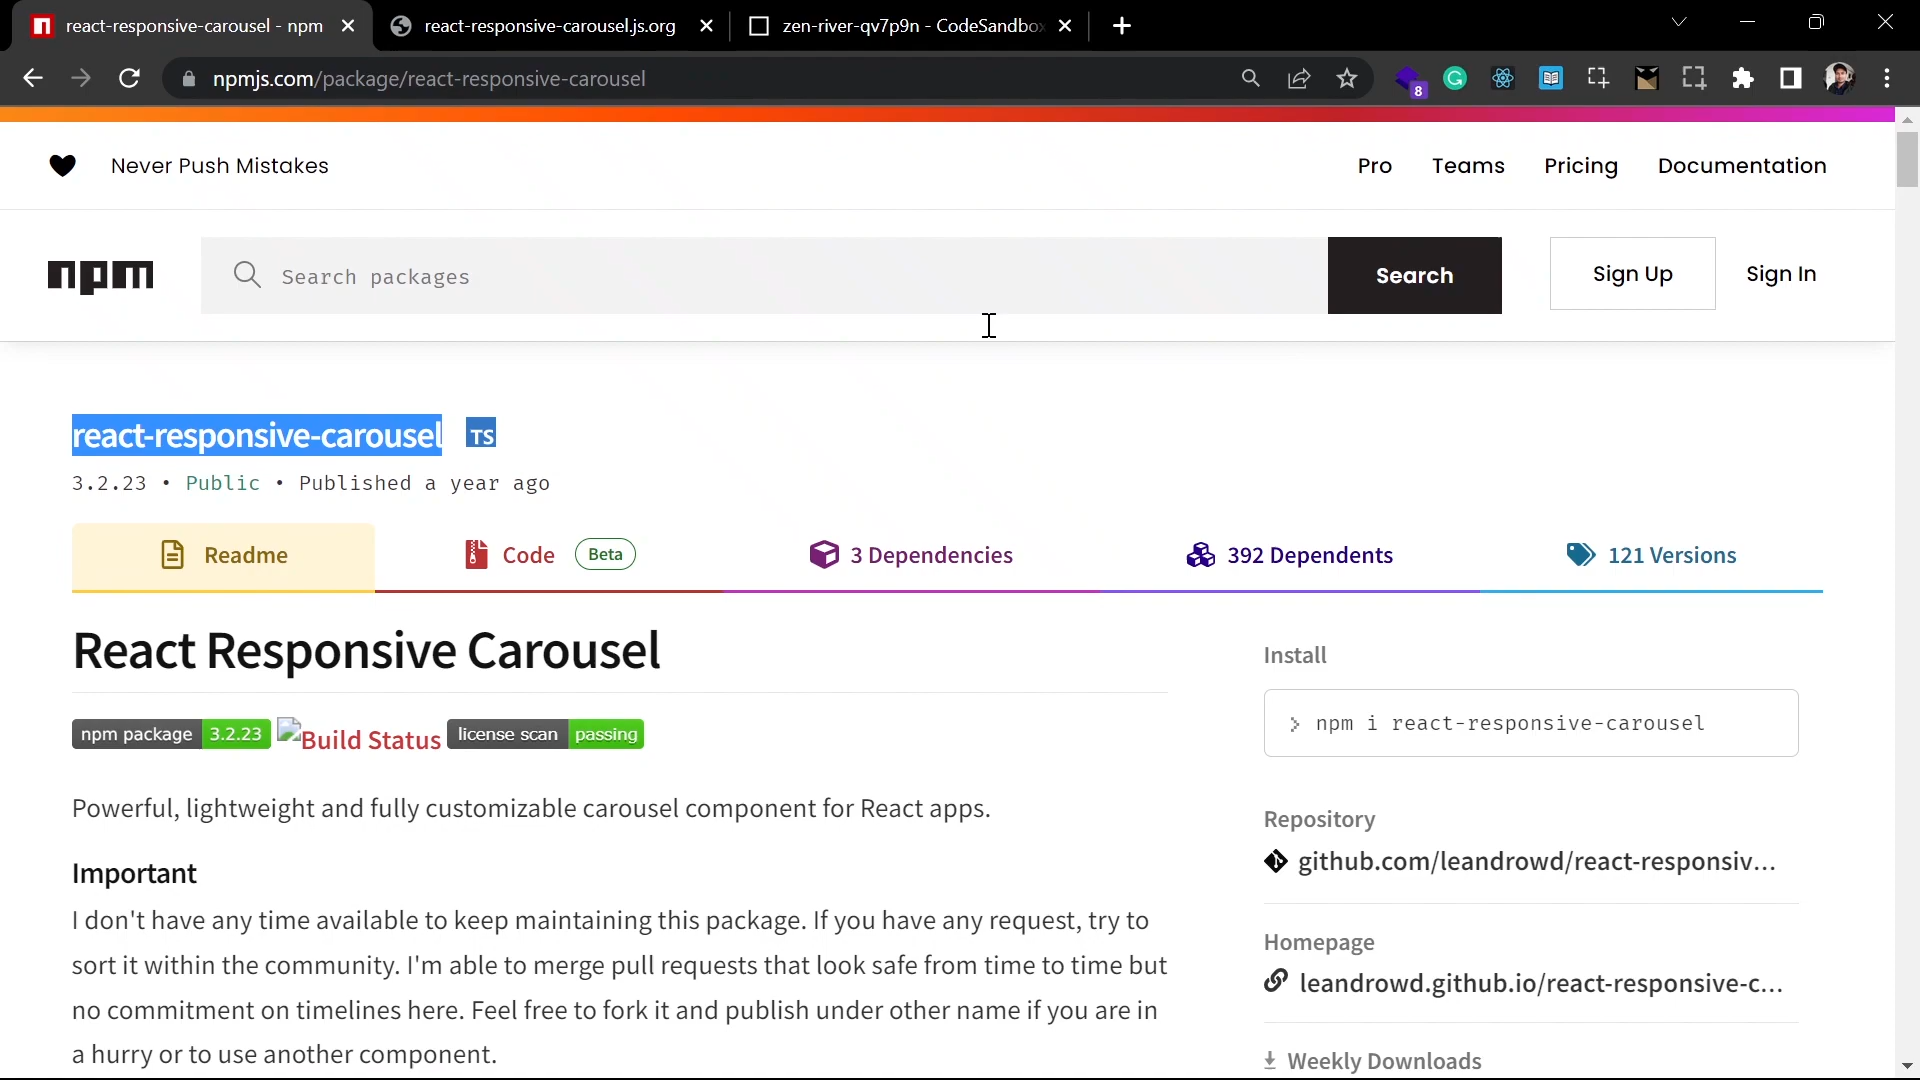 react-responsive-carousel - npm
react-responsive-carousel.js.org
zen-river-qv7p9n - CodeSandbox
npmjs.com/package/react-responsive-carousel
8
Never Push Mistakes
Pro
Teams
Pricing
Documentation
npm
Search packages
Search
Sign Up
Sign In
react-responsive-carousel
TS
3.2.23 • Public • Published a year ago
Readme
Code
Beta
3 Dependencies
392 Dependents
121 Versions
React Responsive Carousel
npm package 3.2.23
Build Status
license scan passing
Powerful, lightweight and fully customizable carousel component for React apps.
Important
I don't have any time available to keep maintaining this package. If you have any request, try to
sort it within the community. I'm able to merge pull requests that look safe from time to time but
no commitment on timelines here. Feel free to fork it and publish under other name if you are in
a hurry or to use another component.
Install
> npm i react-responsive-carousel
Repository
github.com/leandrowd/react-responsiv...
Homepage
leandrowd.github.io/react-responsive-c...
Weekly Downloads